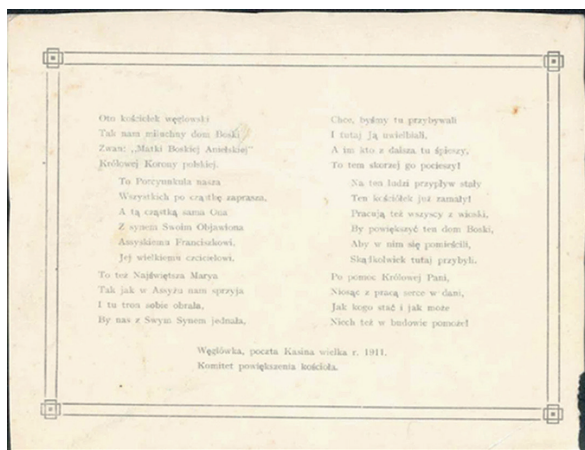 Oto kościółek węglowski
Tak nam miluchny dom Boski
Zwany „Matki Boskiej Anielskiej"
Królowej Korony polskiej.
To Porcyunkula nasza
Wszystkich po cząstkę zaprasza,
A tą cząstką sama Ona
Z synem Swoim Objawiona
Assyskiemu Franciszkowi,
Jej wielkiemu czcicielowi.
To też Najświętsza Marya
Tak jak w Assyżu nam sprzyja
I tu tron sobie obrała,
By nas z Swym Synem jednała,
Chce, byśmy tu przybywali
I tutaj Ją uwielbiali,
A im kto z dalsza tu śpieszy,
To tem skorzej go pocieszy!
Na ten ludzi przypływ stały
Ten kościółek już zamały!
Pracują też wszyscy z wioski,
By powiększyć ten dom Boski,
Aby w nim się pomieścili,
Skądkolwiek tutaj przybyli.
Po pomoc Królowej Pani,
Niosąc z pracą serce w dani,
Jak kogo stać i jak może
Niech też w budowie pomoże!
Węglówka, poczta Kasina wielka r. 1911.
Komitet powiększenia kościoła.